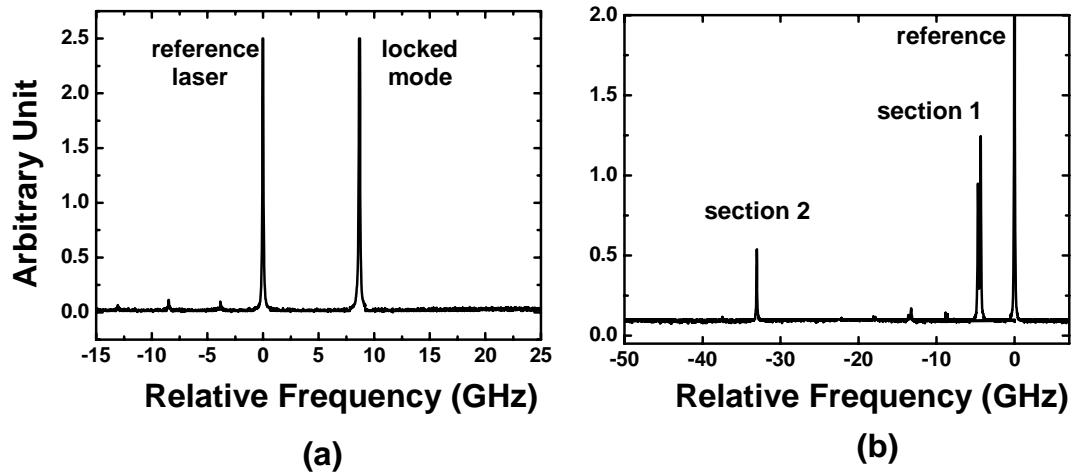 Arbitrary Unit
2.5
2.0
1.5
1.0
0.5
0.0
reference
laser
locked
mode
-15 -10 -5 0 5 10 15 20 25
Relative Frequency (GHz)
(a)
2.0
1.5
1.0
0.5
0.0
reference
section 1
section 2
-50 -40 -30 -20 -10 0
Relative Frequency (GHz)
(b)